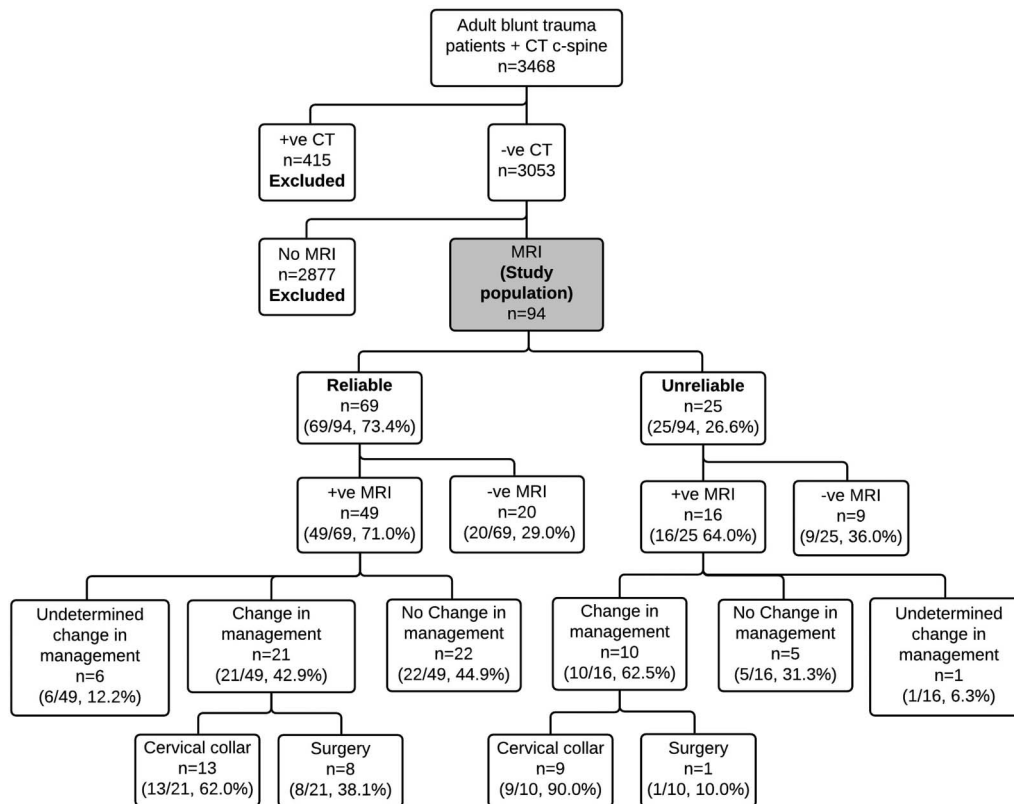 Adult blunt trauma
patients + CT c-spine
n=3468
+ve CT
n=415
Excluded
-ve CT
n=3053
No MRI
n=2877
Excluded
MRI
(Study
population)
n=94
Reliable
n=69
(69/94, 73.4%)
Unreliable
n=25
(25/94, 26.6%)
+ve MRI
n=49
(49/69, 71.0%)
-ve MRI
n=20
(20/69, 29.0%)
+ve MRI
n=16
(16/25 64.0%)
-ve MRI
n=9
(9/25, 36.0%)
Undetermined
change in
management
n=6
(6/49, 12.2%)
Change in
management
n=21
(21/49, 42.9%)
No Change in
management
n=22
(22/49, 44.9%)
Change in
management
n=10
(10/16, 62.5%)
No Change in
management
n=5
(5/16, 31.3%)
Undetermined
change in
management
n=1
(1/16, 6.3%)
Cervical collar
n=13
(13/21, 62.0%)
Surgery
n=8
(8/21, 38.1%)
Cervical collar
n=9
(9/10, 90.0%)
Surgery
n=1
(1/10, 10.0%)